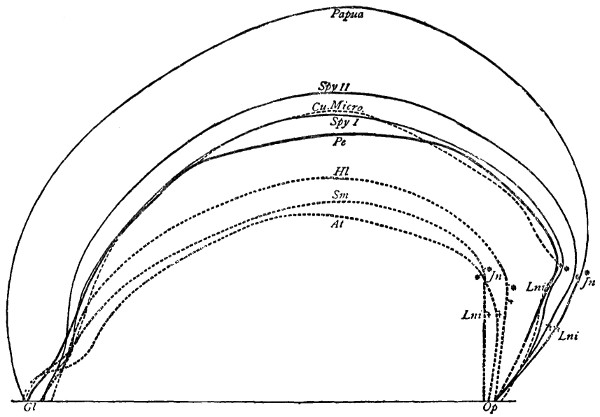 Papua
Spy II
Cu. Micro.
Spy I
Pe
Hl
Sm
At
Jn
Lni
Jn
Lni
Lni
Gl
Op